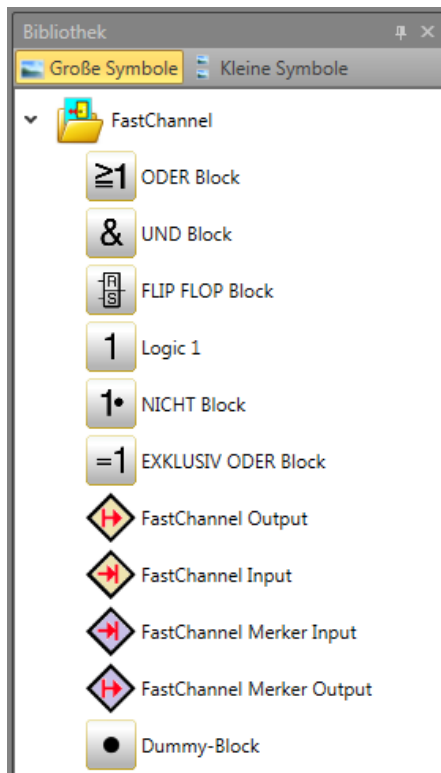 Bibliothek
Große Symbole Kleine Symbole
FastChannel
≧1 ODER Block
& UND Block
R S FLIP FLOP Block
1 Logic 1
1• NICHT Block
=1 EXKLUSIV ODER Block
FastChannel Output
FastChannel Input
FastChannel Merker Input
FastChannel Merker Output
Dummy-Block